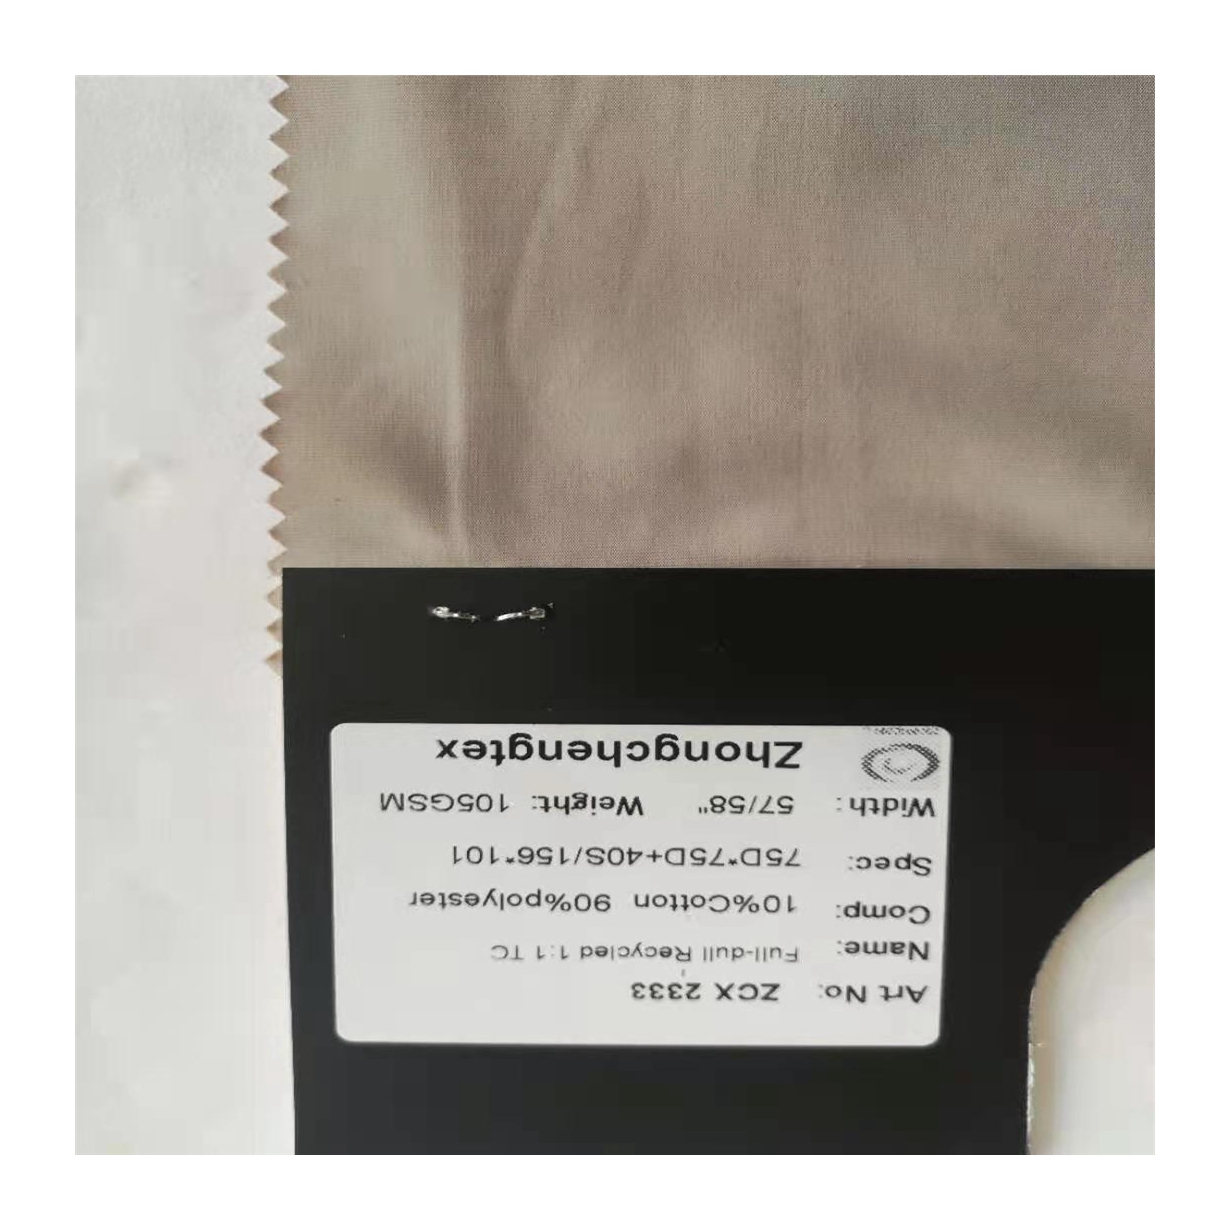 Art No: ZCX 2333
Name: Full-dull Recycled 1:1 TC
Comp: 10%Cotton 90%polyester
Spec: 75D*75D+40S/156*101
Width: 57/58" Weight: 105GSM
Zhongchengtex